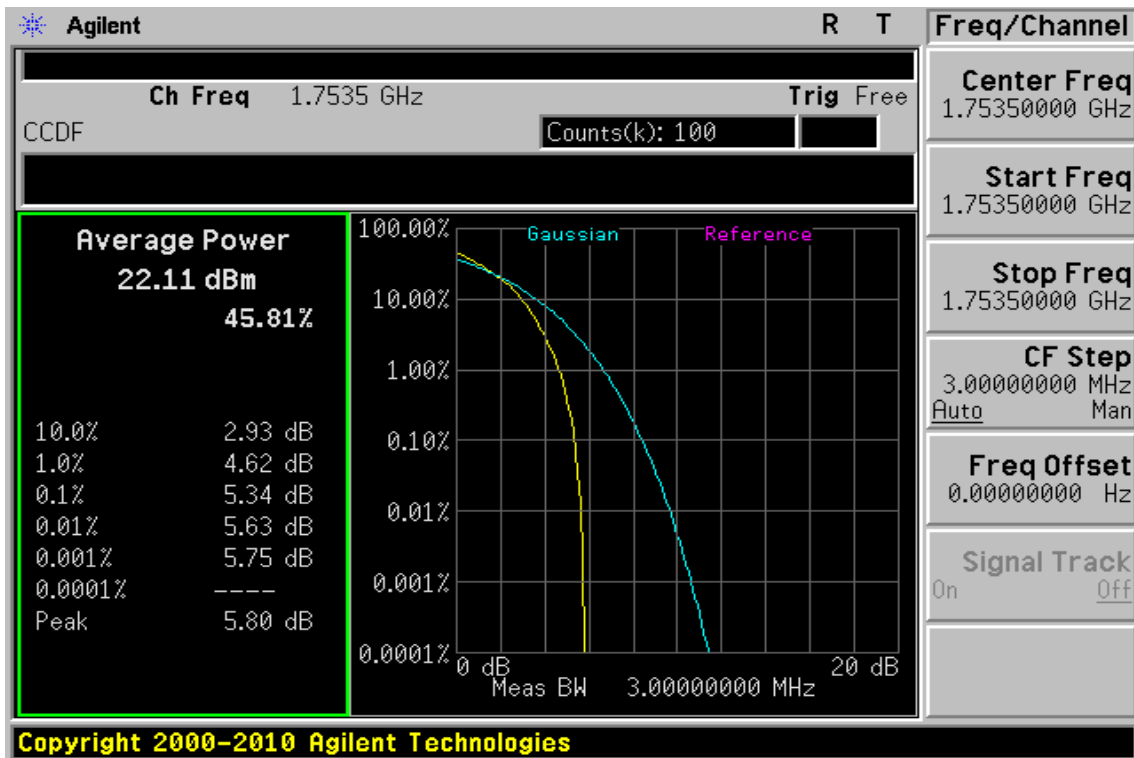 Agilent R T
Ch Freq 1.7535 GHz Trig Free
CCDF Counts(k): 100
Average Power
22.11 dBm
45.81%
10.0% 2.93 dB
1.0% 4.62 dB
0.1% 5.34 dB
0.01% 5.63 dB
0.001% 5.75 dB
0.0001% ----
Peak 5.80 dB
Gaussian Reference
100.00%
10.00%
1.00%
0.10%
0.01%
0.001%
0.0001%
0 dB 20 dB
Meas BW 3.00000000 MHz
Freq/Channel
Center Freq
1.75350000 GHz
Start Freq
1.75350000 GHz
Stop Freq
1.75350000 GHz
CF Step
3.00000000 MHz
Auto Man
Freq Offset
0.00000000 Hz
Signal Track
On Off
Copyright 2000-2010 Agilent Technologies